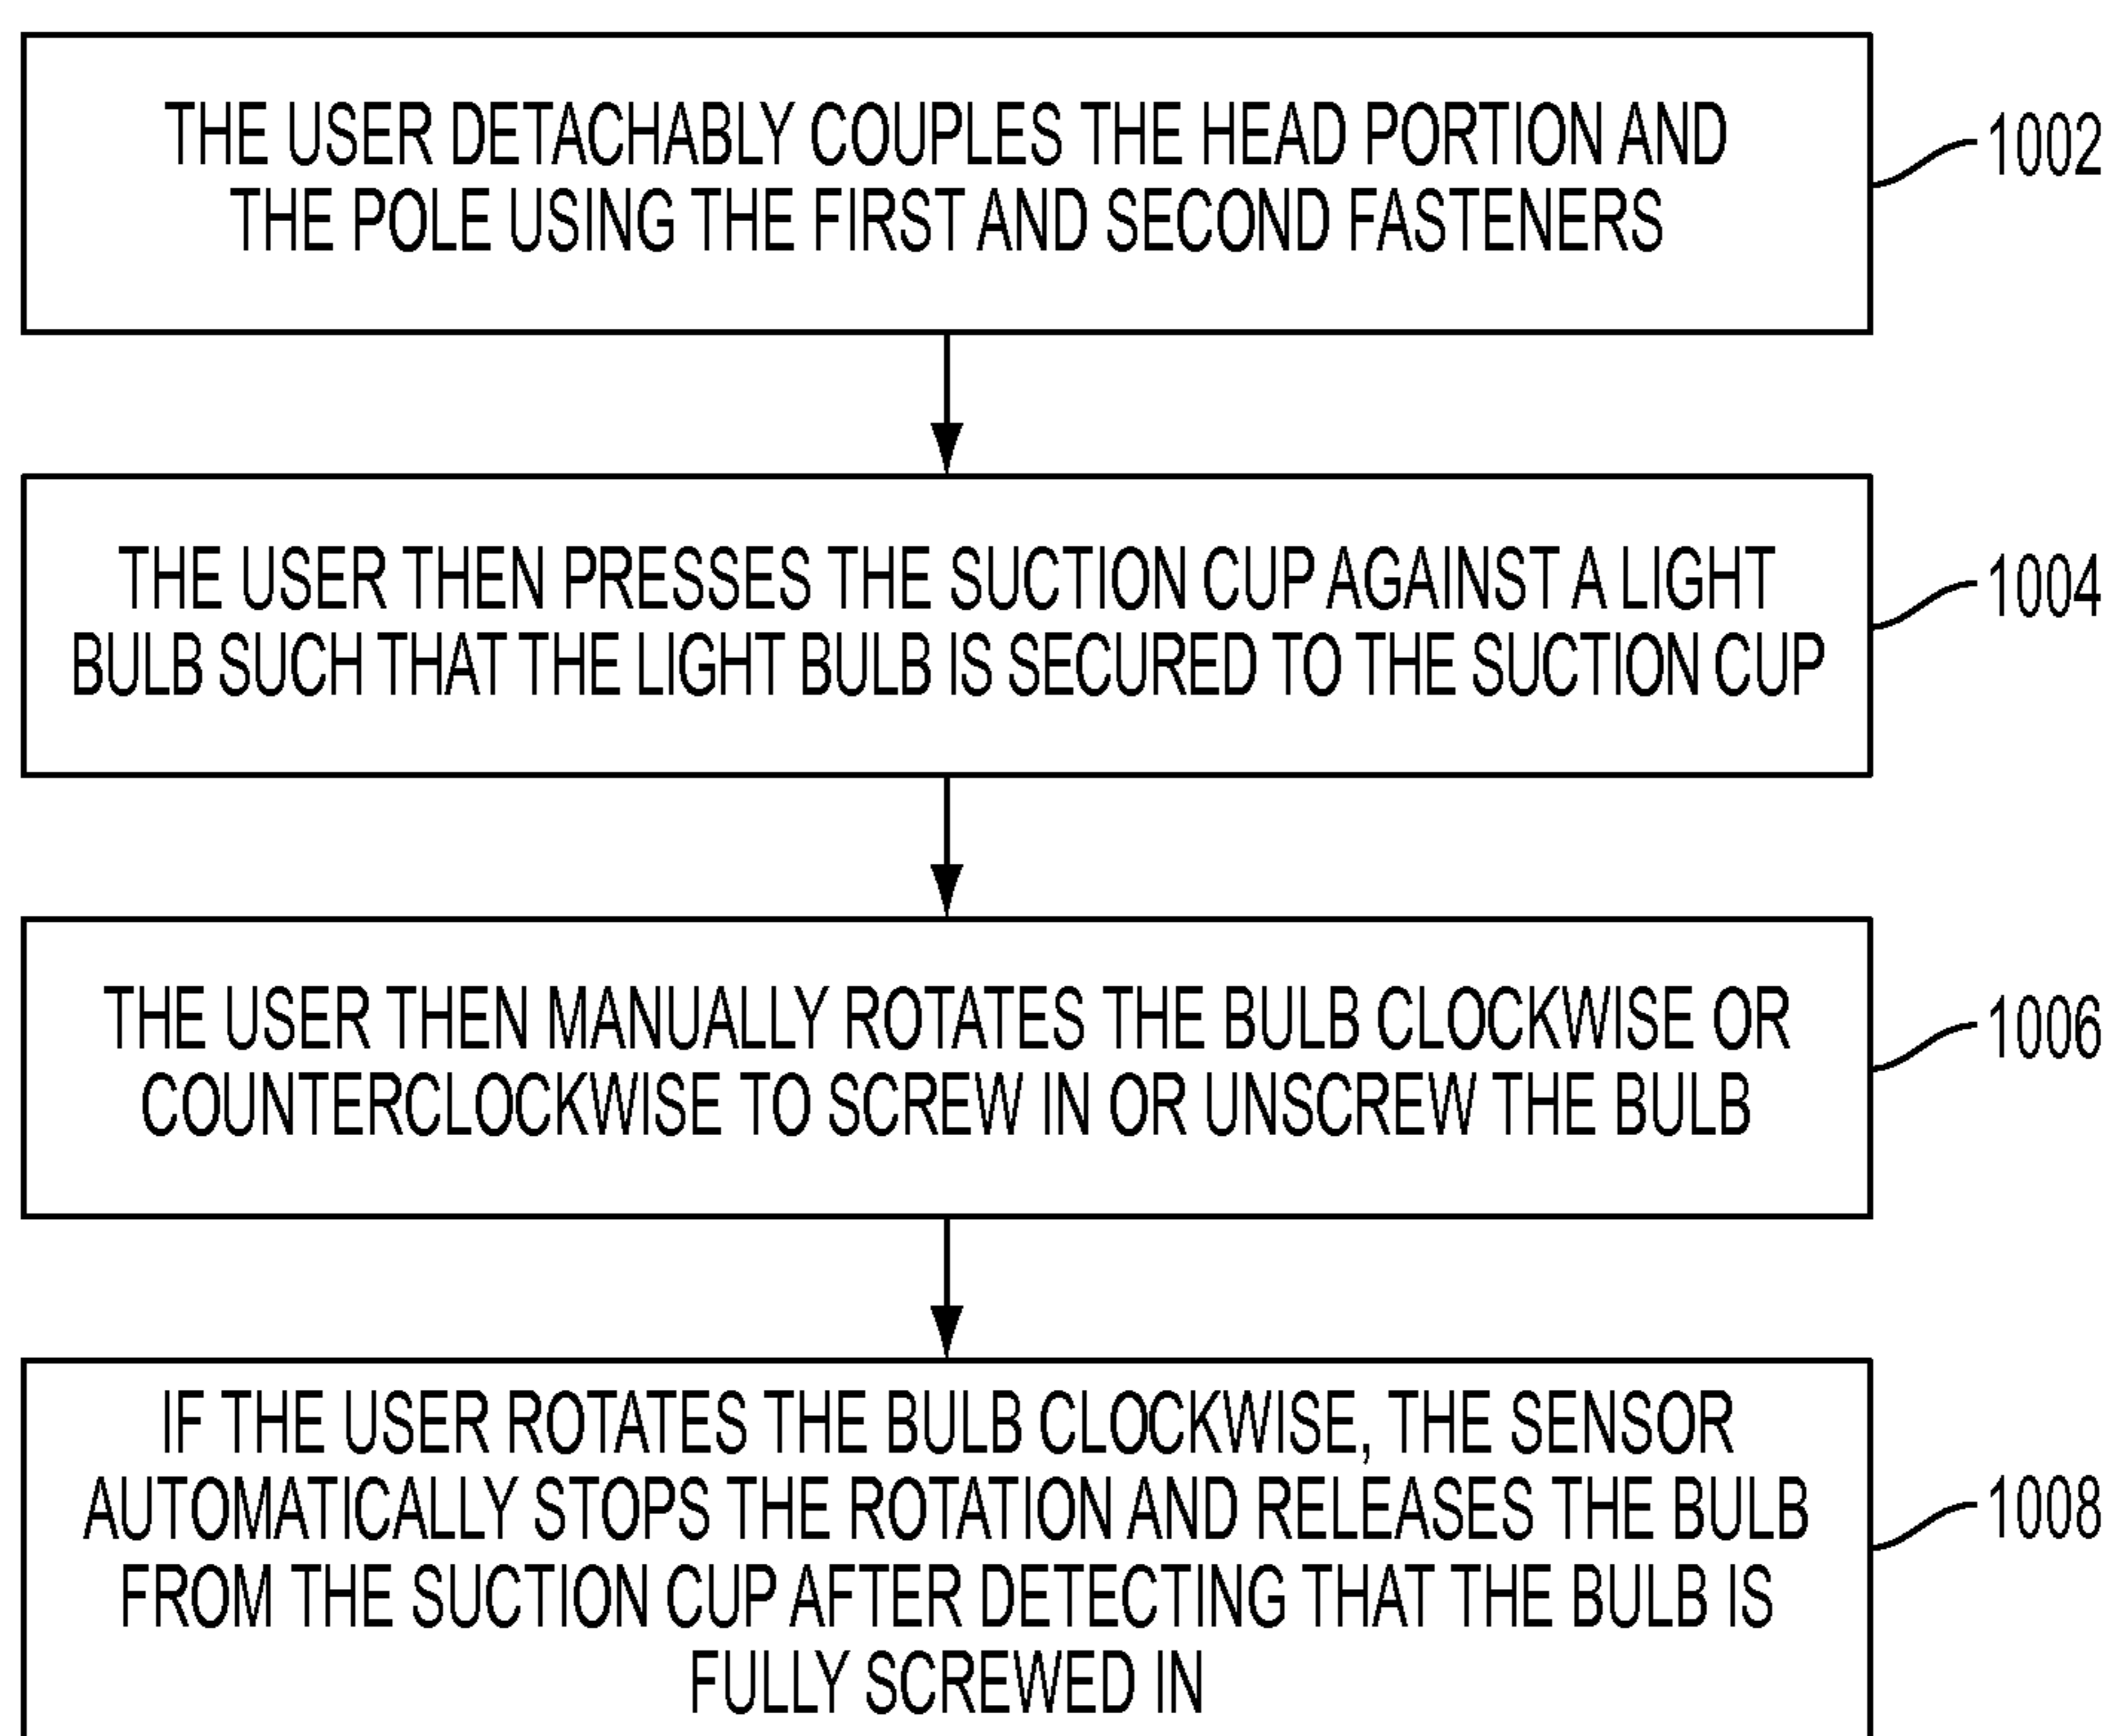 THE USER DETACHABLY COUPLES THE HEAD PORTION AND
THE POLE USING THE FIRST AND SECOND FASTENERS
1002
THE USER THEN PRESSES THE SUCTION CUP AGAINST A LIGHT
BULB SUCH THAT THE LIGHT BULB IS SECURED TO THE SUCTION CUP
1004
THE USER THEN MANUALLY ROTATES THE BULB CLOCKWISE OR
COUNTERCLOCKWISE TO SCREW IN OR UNSCREW THE BULB
1006
IF THE USER ROTATES THE BULB CLOCKWISE, THE SENSOR
AUTOMATICALLY STOPS THE ROTATION AND RELEASES THE BULB
FROM THE SUCTION CUP AFTER DETECTING THAT THE BULB IS
FULLY SCREWED IN
1008